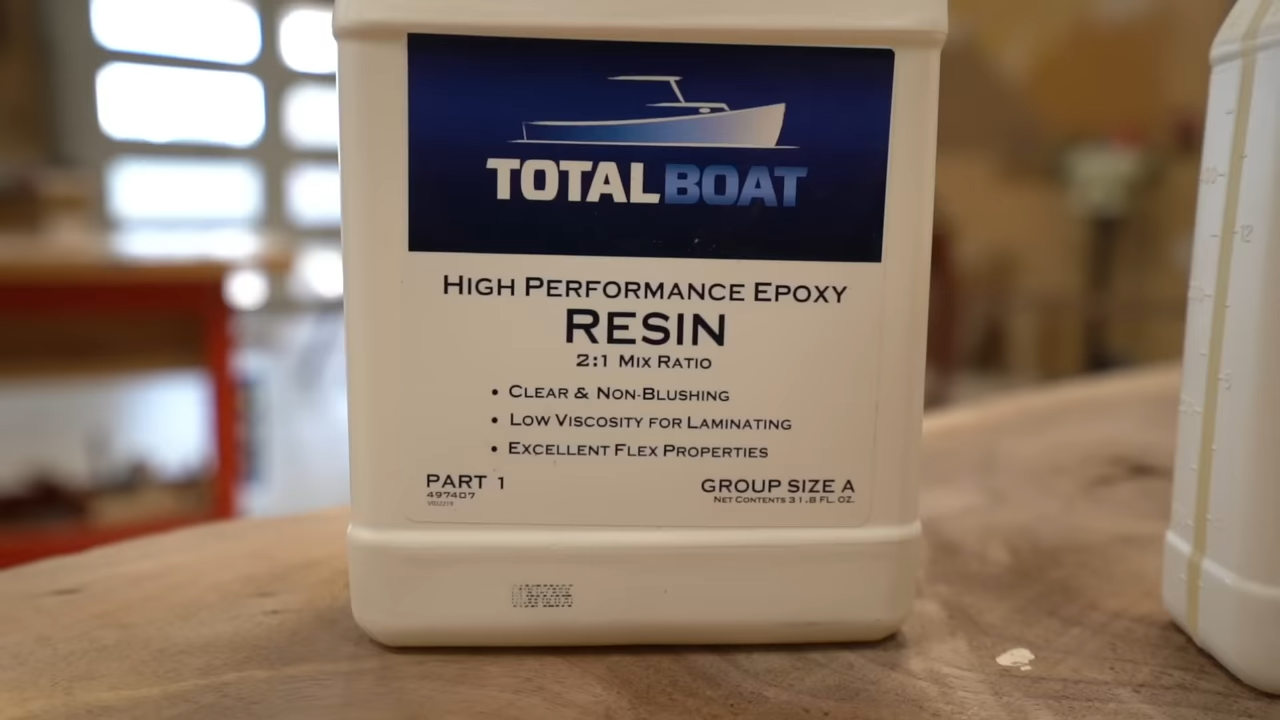 TOTALBOAT
HIGH PERFORMANCE EPOXY
RESIN
2:1 MIX RATIO
• CLEAR & NON-BLUSHING
• LOW VISCOSITY FOR LAMINATING
• EXCELLENT FLEX PROPERTIES
PART 1
497407
GROUP SIZE A
NET CONTENTS 31.8 FL. OZ.
12